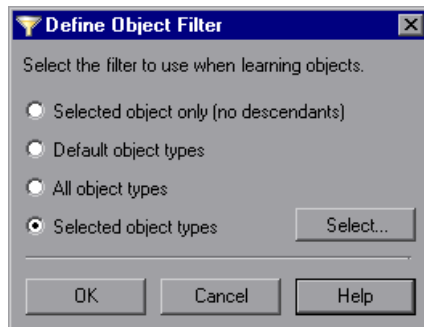 Define Object Filter
Select the filter to use when learning objects.
Selected object only (no descendants)
Default object types
All object types
Selected object types
Select...
OK Cancel Help